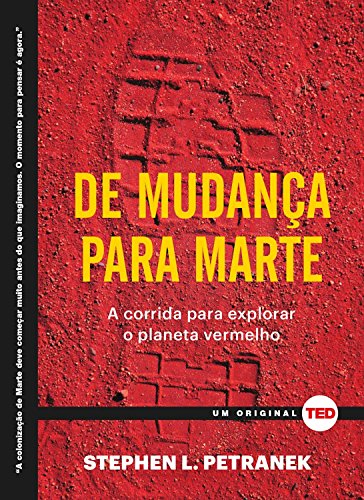 DE MUDANÇA
PARA MARTE
A corrida para explorar
o planeta vermelho
UM ORIGINAL TED
STEPHEN L. PETRANEK
"A colonização de Marte deve começar muito antes do que imaginamos. O momento para pensar é agora."